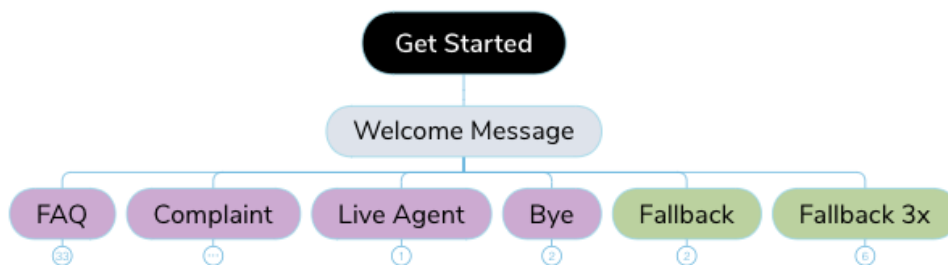 Get Started
Welcome Message
FAQ Complaint Live Agent Bye Fallback Fallback 3x
33 ... 1 2 2 6